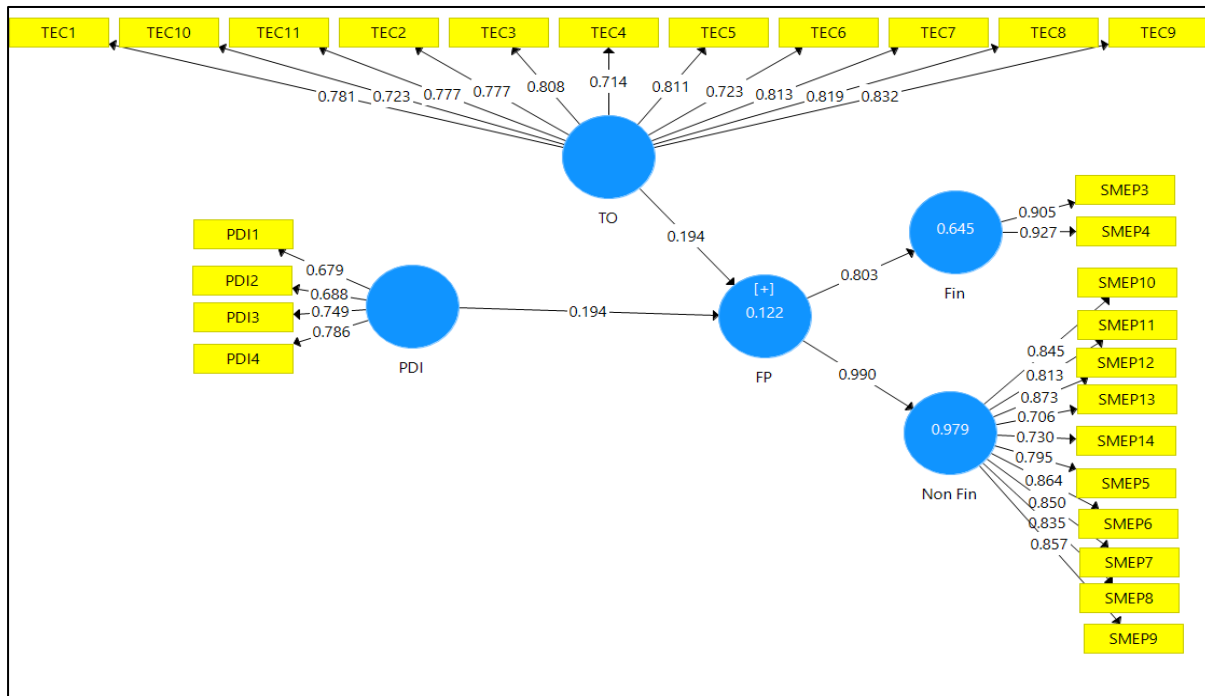 TEC1 TEC10 TEC11 TEC2 TEC3 TEC4 TEC5 TEC6 TEC7 TEC8 TEC9
0.781 0.723 0.777 0.777 0.808 0.714 0.811 0.723 0.813 0.819 0.832
TO
0.194
PDI1
PDI2
PDI3
PDI4
0.679
0.688
0.749
0.786
PDI
0.194
[+]
0.122
FP
0.803
0.990
0.645
Fin
0.905
0.927
SMEP3
SMEP4
0.979
Non Fin
0.845
0.813
0.873
0.706
0.730
0.795
0.864
0.850
0.835
0.857
SMEP10
SMEP11
SMEP12
SMEP13
SMEP14
SMEP5
SMEP6
SMEP7
SMEP8
SMEP9